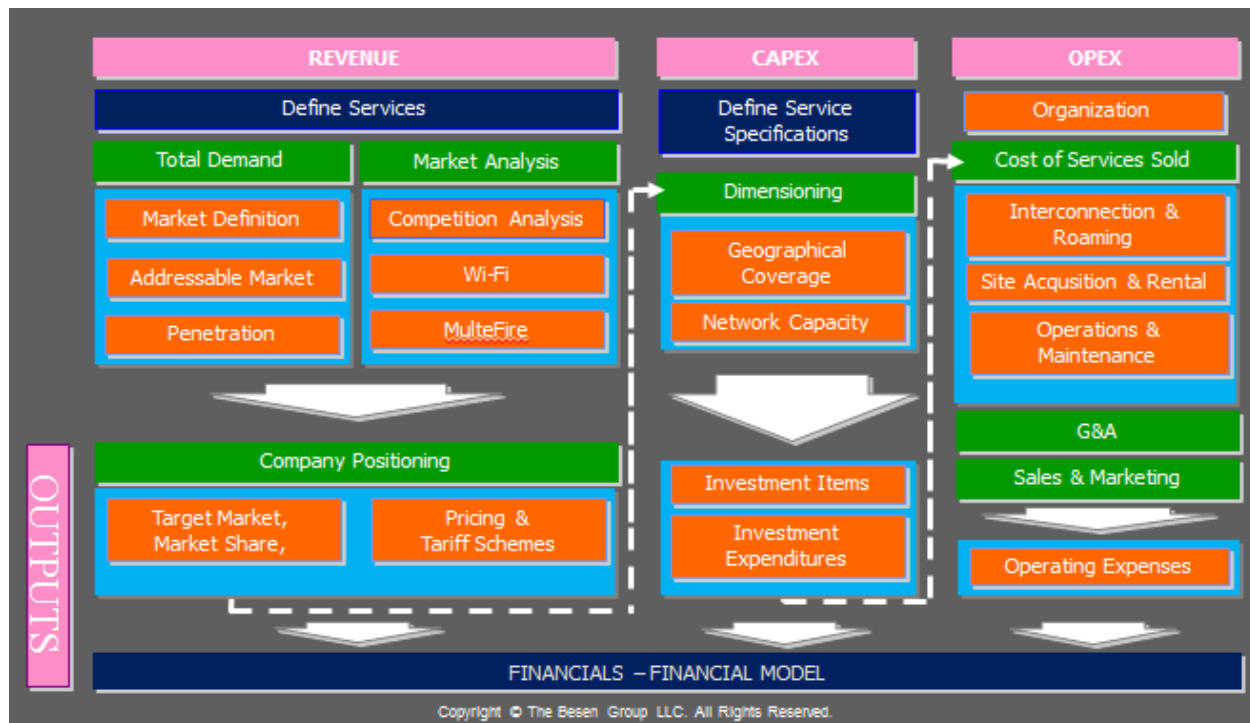 REVENUE
CAPEX
OPEX
Define Services
Define Service
Specifications
Organization
Total Demand
Market Analysis
Cost of Services Sold
Dimensioning
Market Definition
Competition Analysis
Interconnection &
Roaming
Geographical
Coverage
Addressable Market
Wi-Fi
Site Acqusition & Rental
Network Capacity
Penetration
MulteFire
Operations &
Maintenance
G&A
Company Positioning
Sales & Marketing
Investment Items
OUTPUTS
Target Market,
Market Share,
Pricing &
Tariff Schemes
Investment
Expenditures
Operating Expenses
FINANCIALS – FINANCIAL MODEL
Copyright © The Besen Group LLC. All Rights Reserved.